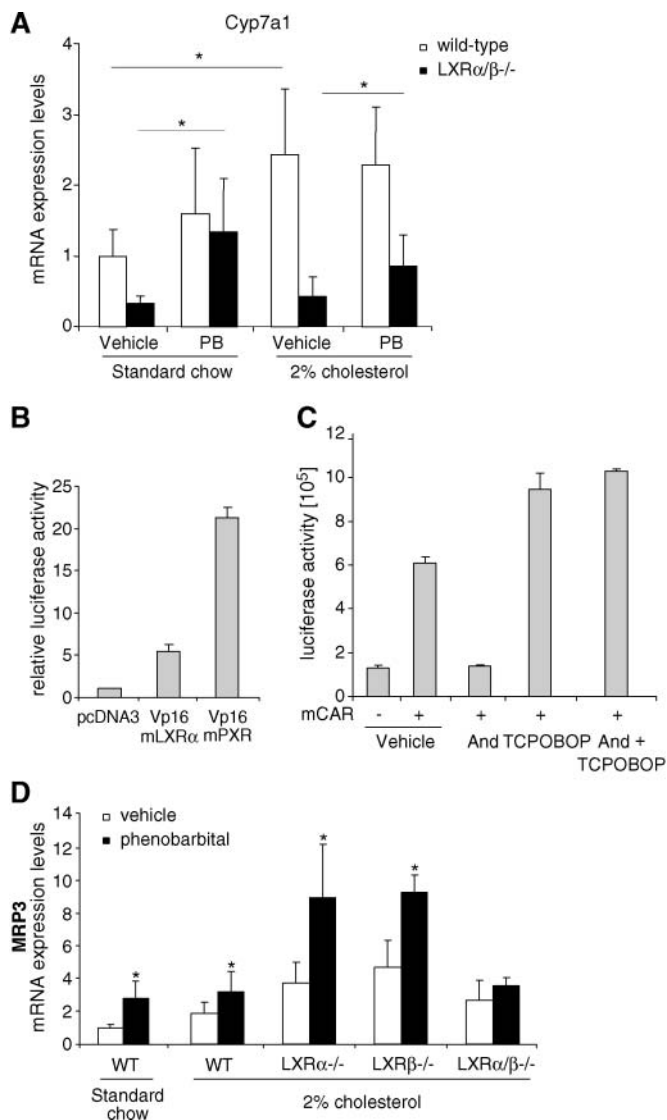 A
Cyp7a1
mRNA expression levels
4
3
2
1
0
wild-type
LXRα/β-/-
*
*
*
Vehicle PB Vehicle PB
Standard chow 2% cholesterol
B
relative luciferase activity
25
20
15
10
5
0
pcDNA3 Vp16 Vp16
mLXRα mPXR
C
luciferase activity [10⁵]
12
10
8
6
4
2
0
mCAR - + + + +
Vehicle And TCPOBOP And +
TCPOBOP
D
MRP3
mRNA expression levels
14
12
10
8
6
4
2
0
vehicle
phenobarbital
* * * *
WT WT LXRα-/- LXRβ-/- LXRα/β-/-
Standard
chow 2% cholesterol